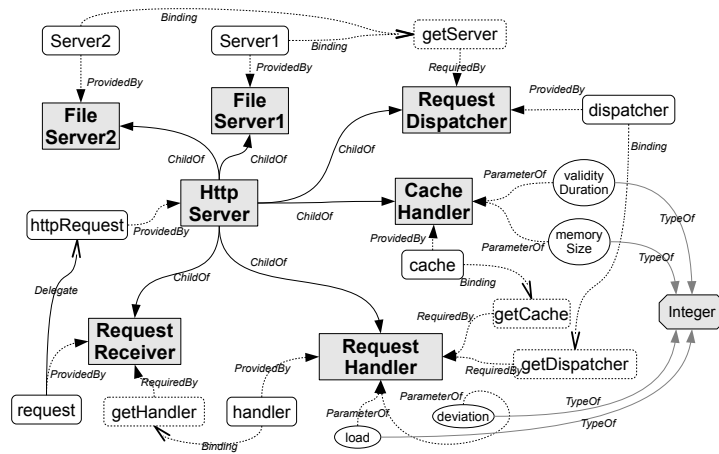 Binding
Server2
Server1
Binding
getServer
ProvidedBy
ProvidedBy
RequiredBy
ProvidedBy
File
Server2
File
Server1
Request
Dispatcher
dispatcher
Binding
ChildOf
ChildOf
ChildOf
Http
Server
ChildOf
Cache
Handler
ParameterOf
validity
Duration
TypeOf
httpRequest
ProvidedBy
ProvidedBy
ParameterOf
memory
Size
TypeOf
cache
Binding
ChildOf
ChildOf
Delegate
getCache
Integer
RequiredBy
Request
Receiver
Request
Handler
getDispatcher
RequiredBy
ProvidedBy
RequiredBy
ProvidedBy
ParameterOf
ParameterOf
request
getHandler
handler
deviation
TypeOf
load
TypeOf
Binding